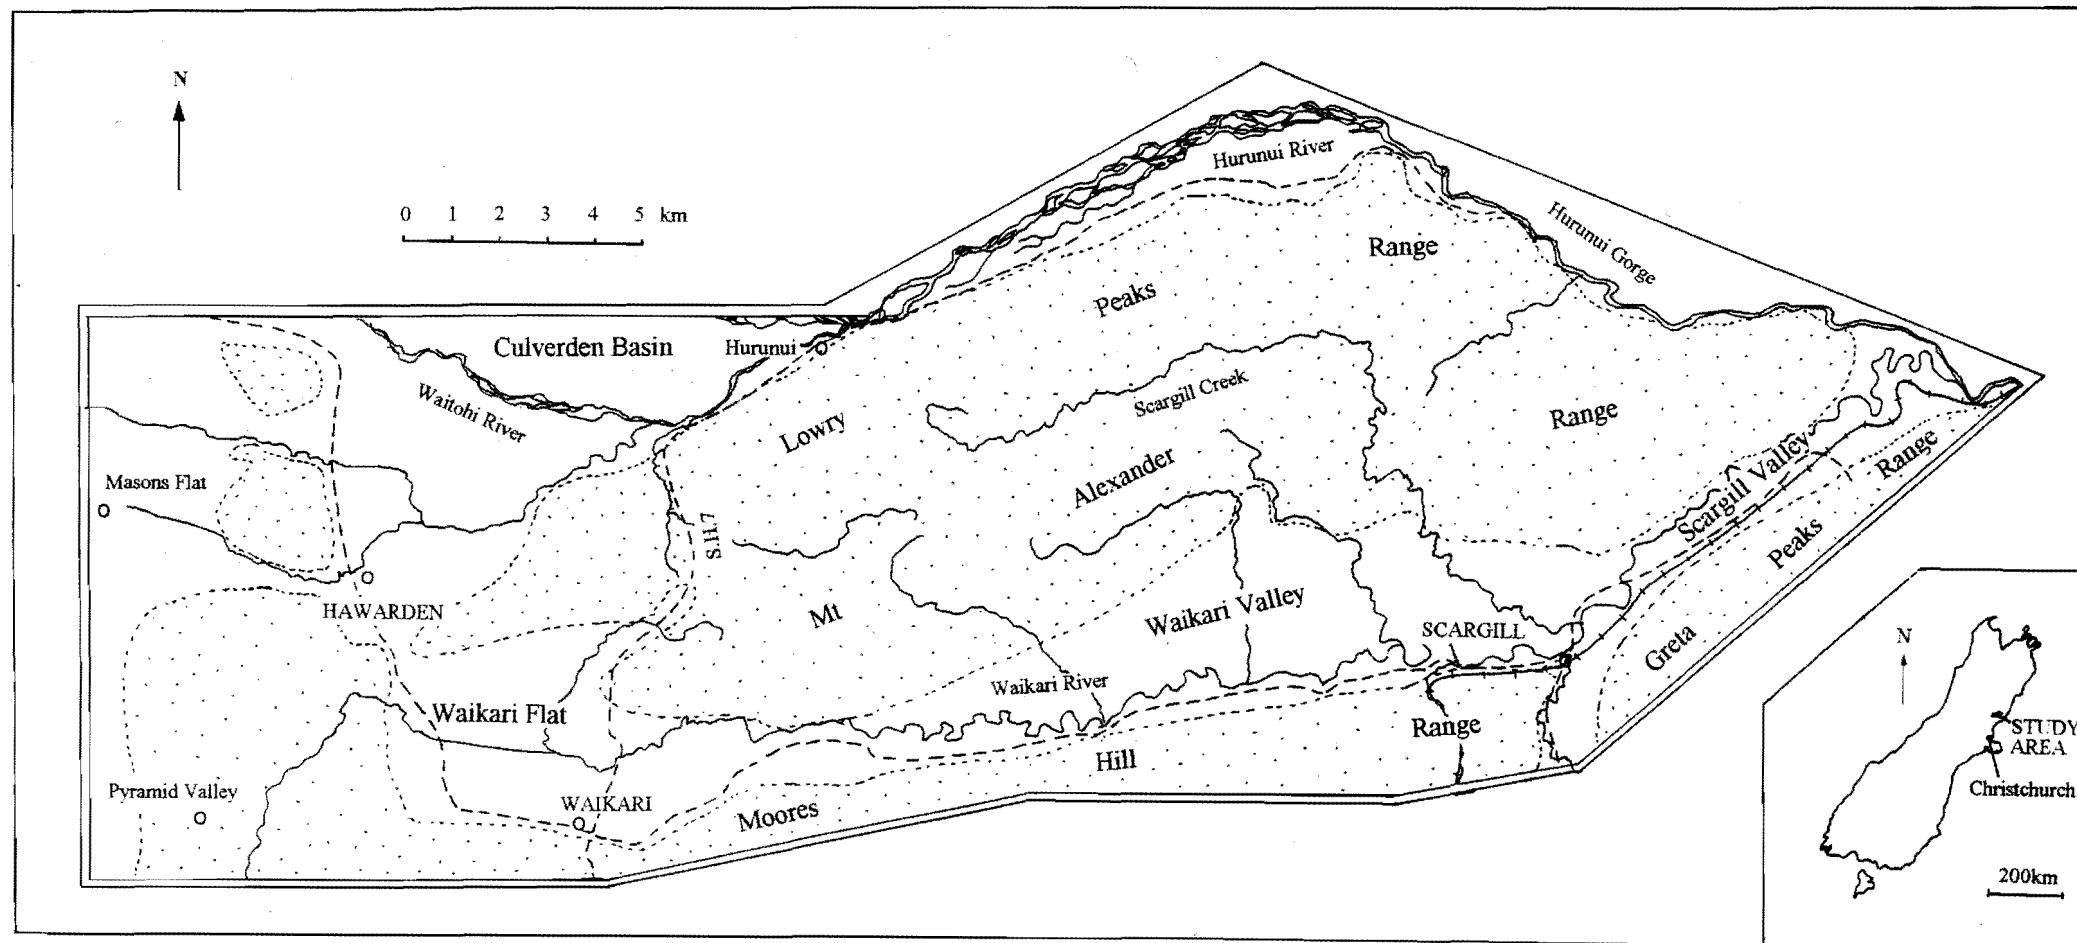 N
0 1 2 3 4 5 km
Hurunui River
Hurunui Gorge
Range
Peaks
Culverden Basin
Hurunui
Waitohi River
Scargill Creek
Lowry
Range
Alexander
Masons Flat
Scargill Valley
Range
S.H.7
Peaks
HAWARDEN
Mt
Waikari Valley
SCARGILL
Greta
N
Waikari River
Waikari Flat
Range
STUDY
AREA
Hill
Christchurch
Pyramid Valley
WAIKARI
Moores
200km